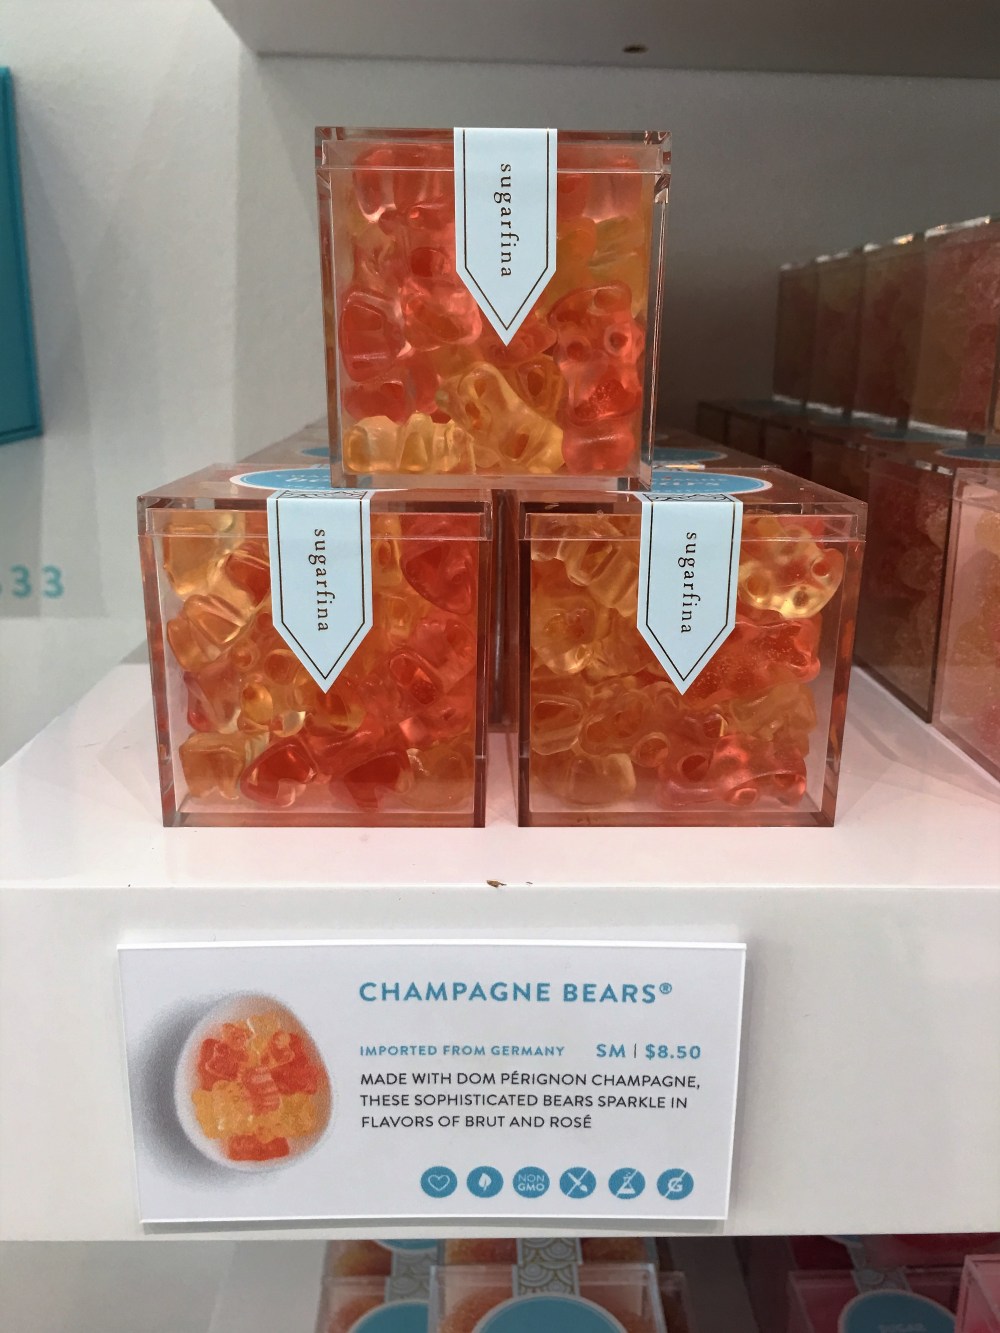 sugarfina
sugarfina
sugarfina
33
CHAMPAGNE BEARS®
IMPORTED FROM GERMANY SM | $8.50
MADE WITH DOM PÉRIGNON CHAMPAGNE,
THESE SOPHISTICATED BEARS SPARKLE IN
FLAVORS OF BRUT AND ROSÉ
NON
GMO
G